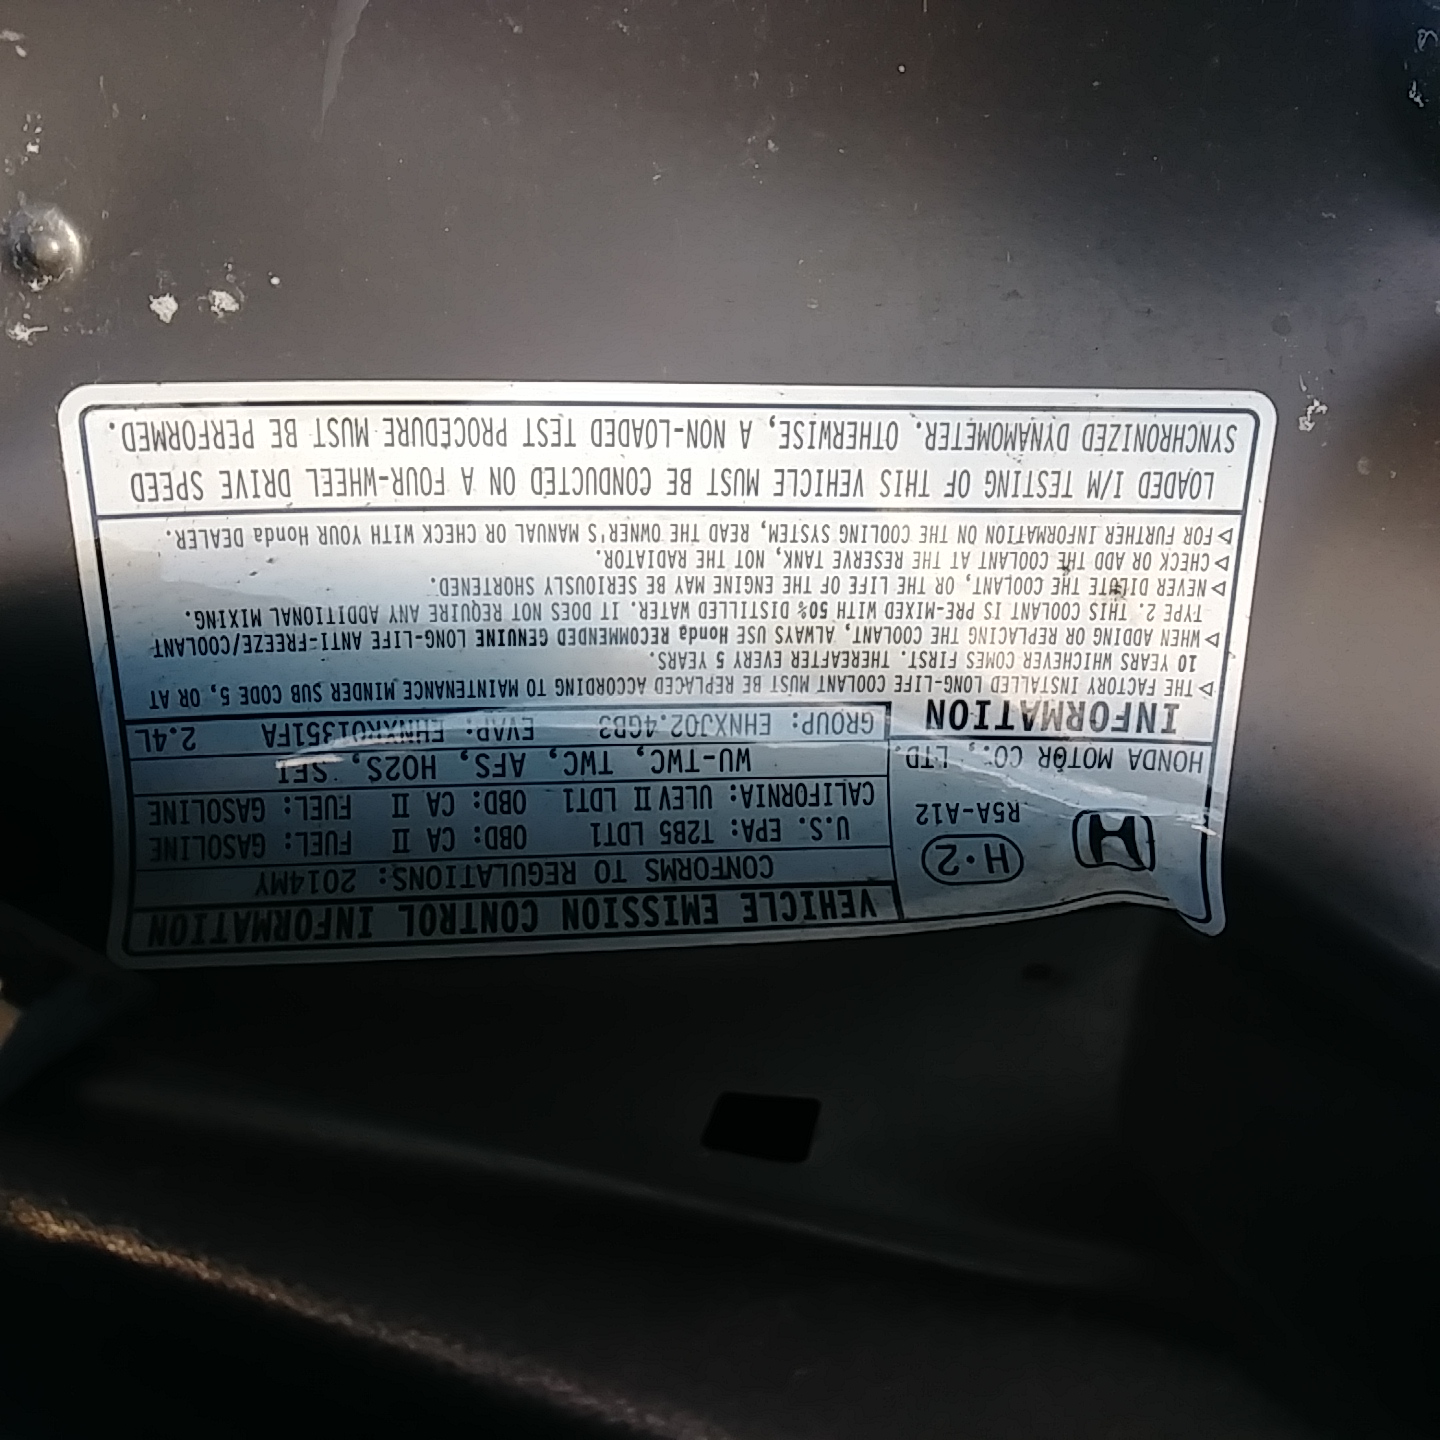 VEHICLE EMISSION CONTROL INFORMATION
CONFORMS TO REGULATIONS: 2014MY
U.S. EPA: T2B5 LDT1 OBD: CA II FUEL: GASOLINE
CALIFORNIA: ULEV II LDT1 OBD: CA II FUEL: GASOLINE
WU-TWC, TWC, AFS, HO2S, SFI
GROUP: EHNXJ02.4GB3 EVAP: EHNXR01351FA 2.4L
H·2
R5A-A12
HONDA MOTOR CO., LTD.
INFORMATION
▷ THE FACTORY INSTALLED LONG-LIFE COOLANT MUST BE REPLACED ACCORDING TO MAINTENANCE MINDER SUB CODE 5, OR AT
10 YEARS WHICHEVER COMES FIRST. THEREAFTER EVERY 5 YEARS.
▷ WHEN ADDING OR REPLACING THE COOLANT, ALWAYS USE Honda RECOMMENDED GENUINE LONG-LIFE ANTI-FREEZE/COOLANT
TYPE 2. THIS COOLANT IS PRE-MIXED WITH 50% DISTILLED WATER. IT DOES NOT REQUIRE ANY ADDITIONAL MIXING.
▷ NEVER DILUTE THE COOLANT, OR THE LIFE OF THE ENGINE MAY BE SERIOUSLY SHORTENED.
▷ CHECK OR ADD THE COOLANT AT THE RESERVE TANK, NOT THE RADIATOR.
▷ FOR FURTHER INFORMATION ON THE COOLING SYSTEM, READ THE OWNER'S MANUAL OR CHECK WITH YOUR Honda DEALER.
LOADED I/M TESTING OF THIS VEHICLE MUST BE CONDUCTED ON A FOUR-WHEEL DRIVE SPEED
SYNCHRONIZED DYNAMOMETER. OTHERWISE, A NON-LOADED TEST PROCEDURE MUST BE PERFORMED.